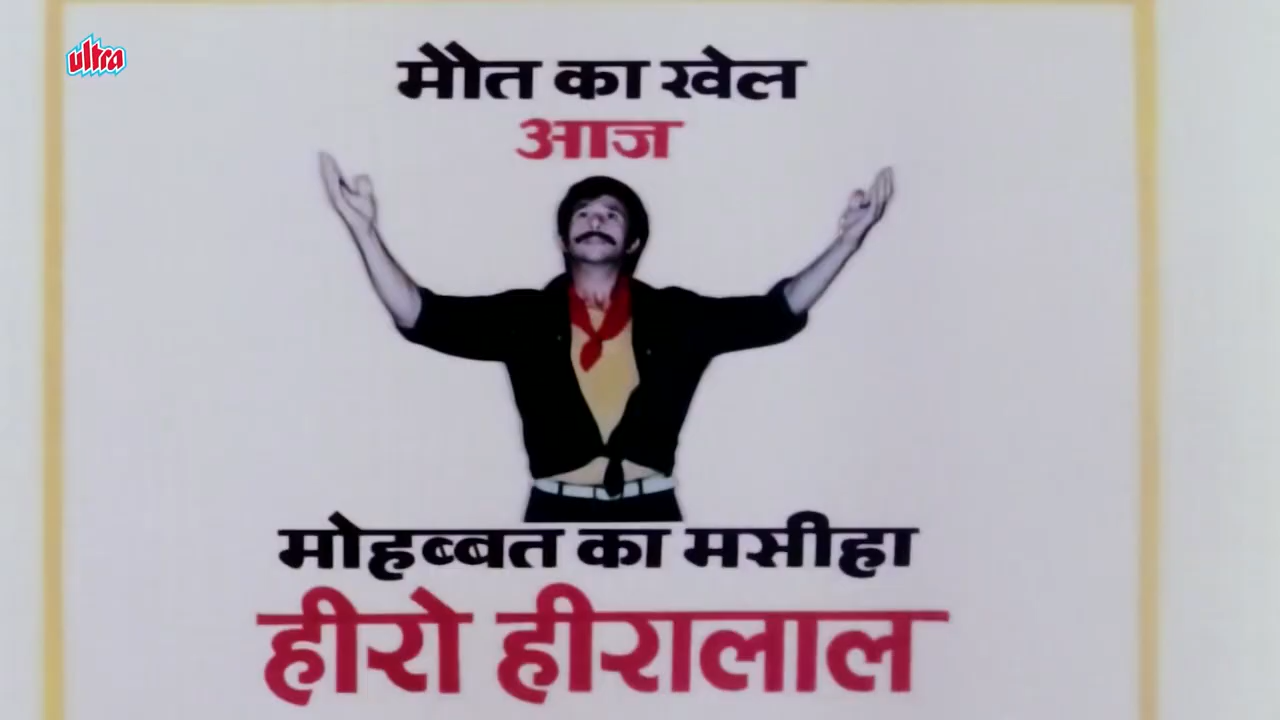 ultra
मौत का खेल
आज
मोहब्बत का मसीहा
हीरो हीरालाल